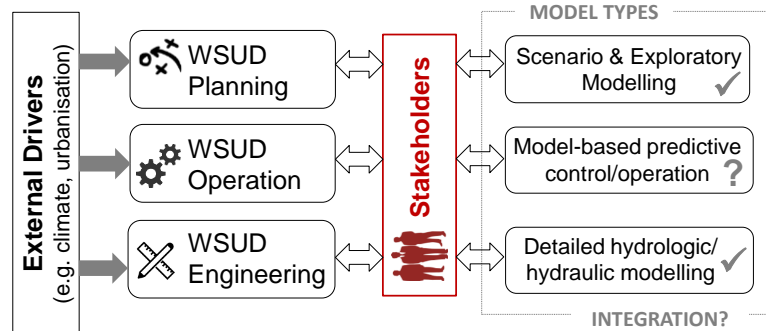 External Drivers
(e.g. climate, urbanisation)
WSUD
Planning
WSUD
Operation
WSUD
Engineering
Stakeholders
MODEL TYPES
Scenario & Exploratory
Modelling
Model-based predictive
control/operation
?
Detailed hydrologic/
hydraulic modelling
INTEGRATION?